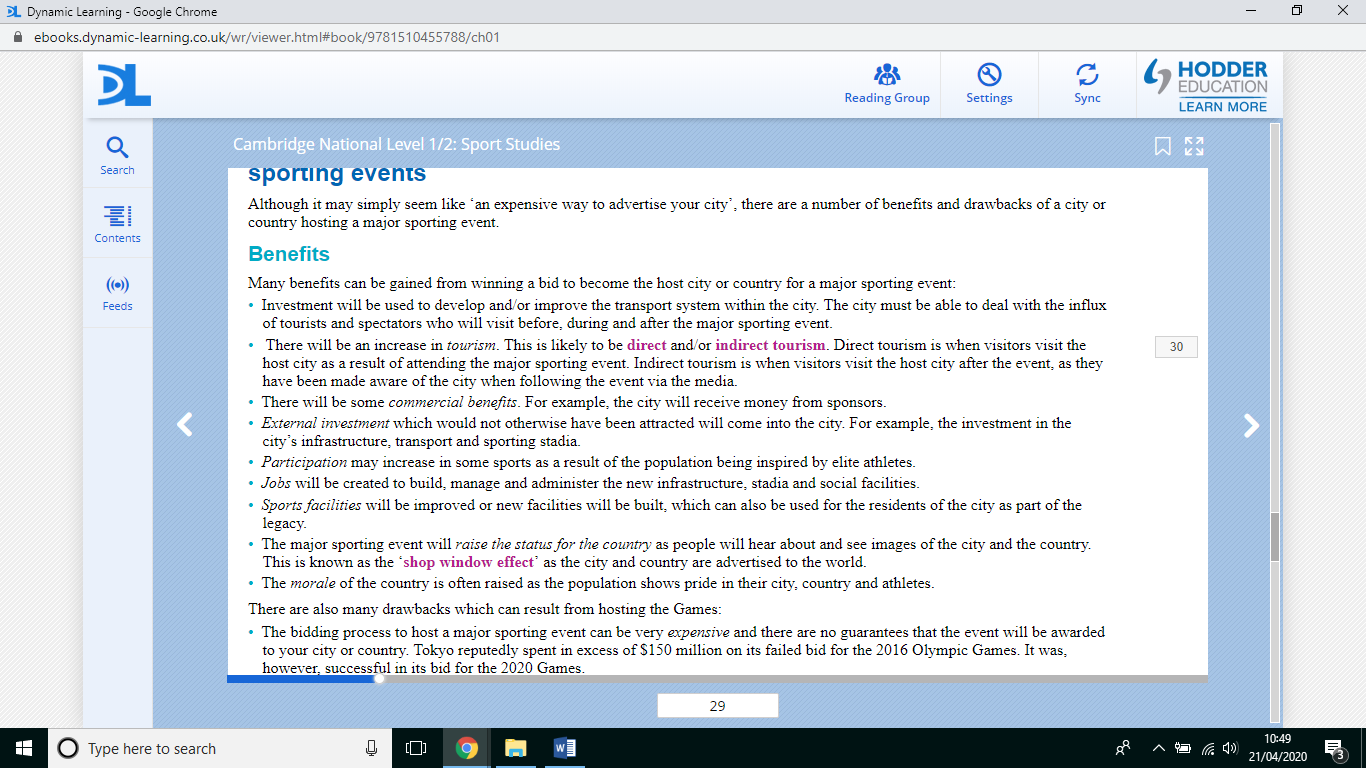 Dynamic Learning - Google Chrome
ebooks.dynamic-learning.co.uk/wr/viewer.html#book/9781510455788/ch01
DL
Reading Group
Settings
Sync
HODDER
EDUCATION
LEARN MORE
Search
Contents
Feeds
Cambridge National Level 1/2: Sport Studies
sporting events
Although it may simply seem like ‘an expensive way to advertise your city’, there are a number of benefits and drawbacks of a city or
country hosting a major sporting event.
Benefits
Many benefits can be gained from winning a bid to become the host city or country for a major sporting event:
• Investment will be used to develop and/or improve the transport system within the city. The city must be able to deal with the influx
of tourists and spectators who will visit before, during and after the major sporting event.
• There will be an increase in tourism. This is likely to be direct and/or indirect tourism. Direct tourism is when visitors visit the
host city as a result of attending the major sporting event. Indirect tourism is when visitors visit the host city after the event, as they
have been made aware of the city when following the event via the media.
• There will be some commercial benefits. For example, the city will receive money from sponsors.
• External investment which would not otherwise have been attracted will come into the city. For example, the investment in the
city’s infrastructure, transport and sporting stadia.
• Participation may increase in some sports as a result of the population being inspired by elite athletes.
• Jobs will be created to build, manage and administer the new infrastructure, stadia and social facilities.
• Sports facilities will be improved or new facilities will be built, which can also be used for the residents of the city as part of the
legacy.
• The major sporting event will raise the status for the country as people will hear about and see images of the city and the country.
This is known as the ‘shop window effect’ as the city and country are advertised to the world.
• The morale of the country is often raised as the population shows pride in their city, country and athletes.
There are also many drawbacks which can result from hosting the Games:
• The bidding process to host a major sporting event can be very expensive and there are no guarantees that the event will be awarded
to your city or country. Tokyo reputedly spent in excess of $150 million on its failed bid for the 2016 Olympic Games. It was,
however, successful in its bid for the 2020 Games.
30
29
Type here to search
10:49
21/04/2020
3